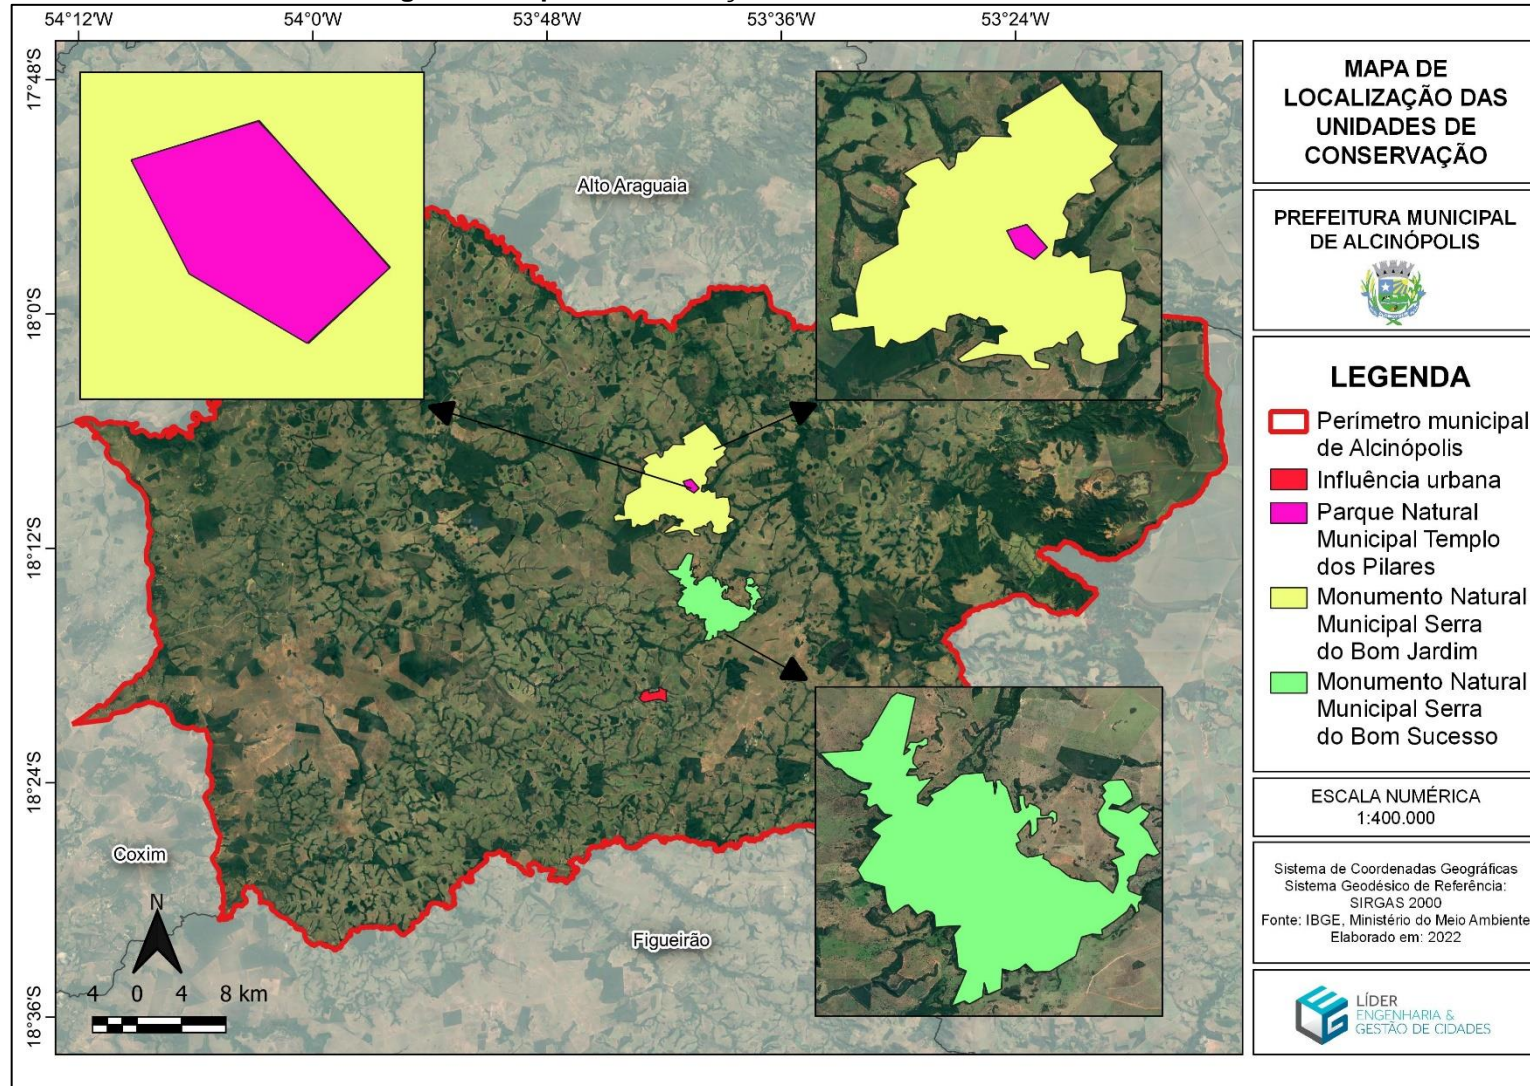 54°12'W 54°0'W 53°48'W 53°36'W 53°24'W
17°48'S
18°0'S
18°12'S
18°24'S
18°36'S
Alto Araguaia
Coxim
Figueirão
N
4 0 4 8 km
MAPA DE
LOCALIZAÇÃO DAS
UNIDADES DE
CONSERVAÇÃO
PREFEITURA MUNICIPAL
DE ALCINÓPOLIS
LEGENDA
Perímetro municipal
de Alcinópolis
Influência urbana
Parque Natural
Municipal Templo
dos Pilares
Monumento Natural
Municipal Serra
do Bom Jardim
Monumento Natural
Municipal Serra
do Bom Sucesso
ESCALA NUMÉRICA
1:400.000
Sistema de Coordenadas Geográficas
Sistema Geodésico de Referência:
SIRGAS 2000
Fonte: IBGE, Ministério do Meio Ambiente
Elaborado em: 2022
LÍDER
ENGENHARIA &
GESTÃO DE CIDADES